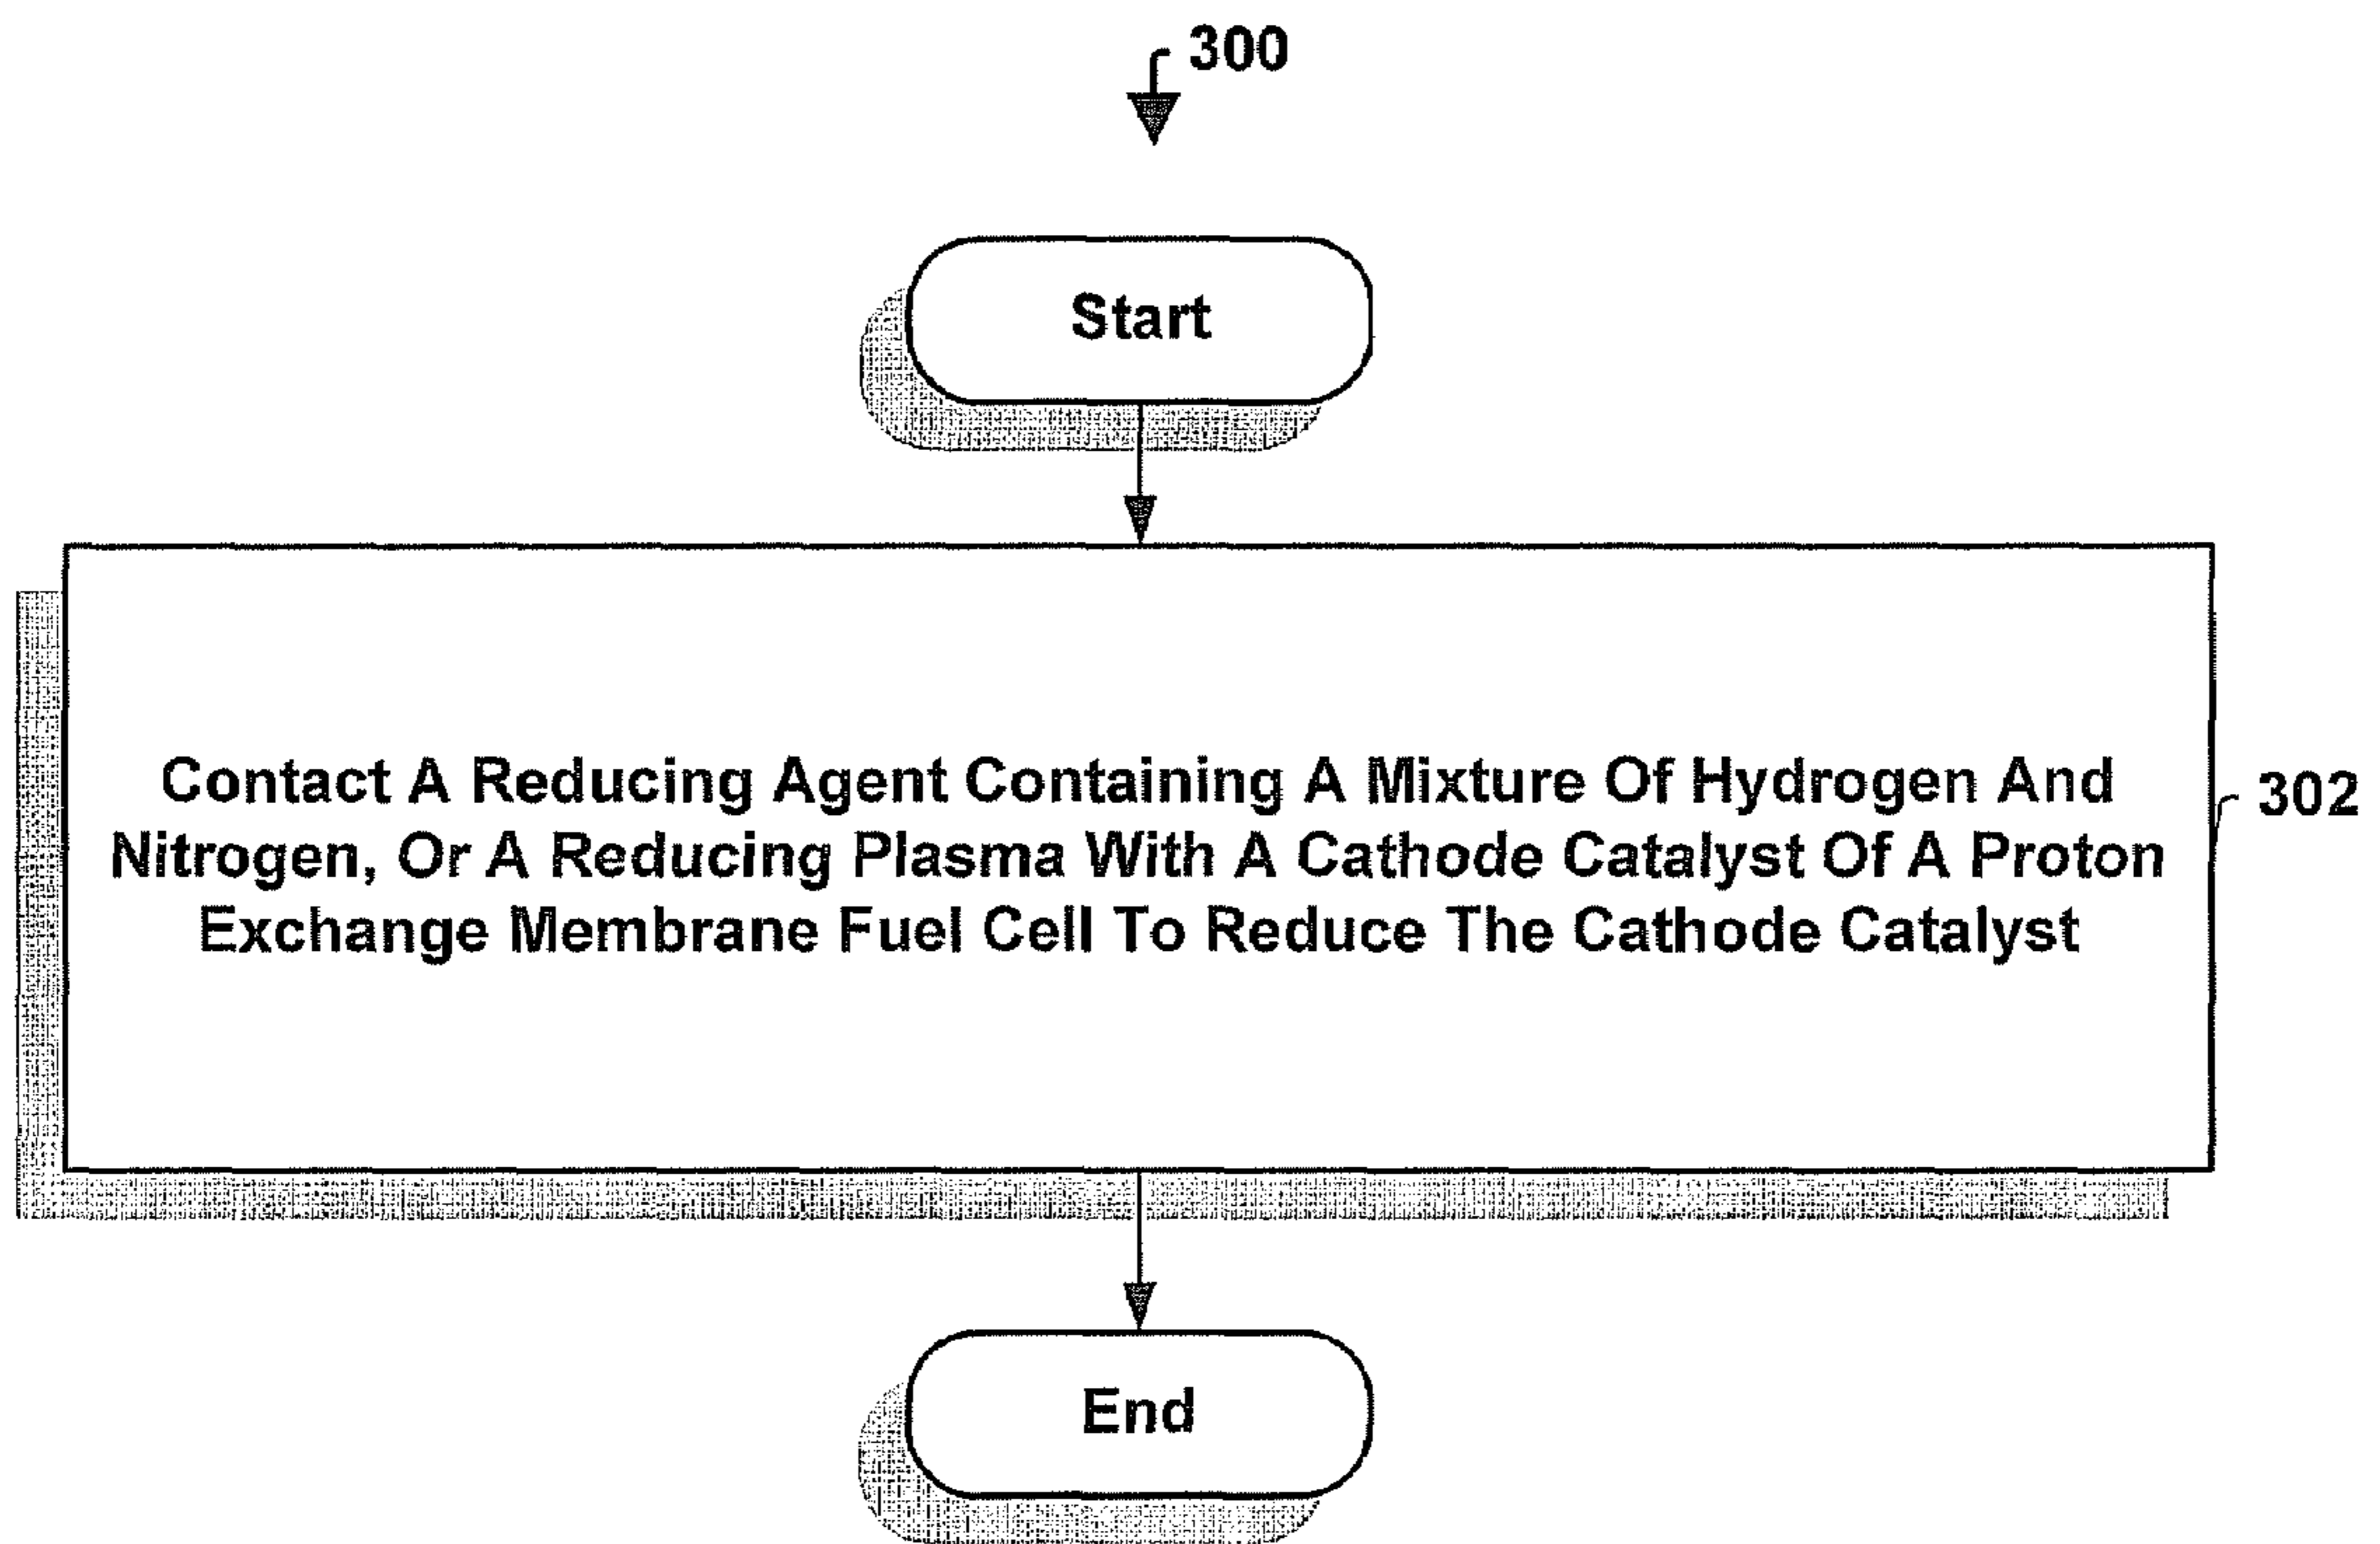 300
Start
Contact A Reducing Agent Containing A Mixture Of Hydrogen And
Nitrogen, Or A Reducing Plasma With A Cathode Catalyst Of A Proton
Exchange Membrane Fuel Cell To Reduce The Cathode Catalyst
302
End